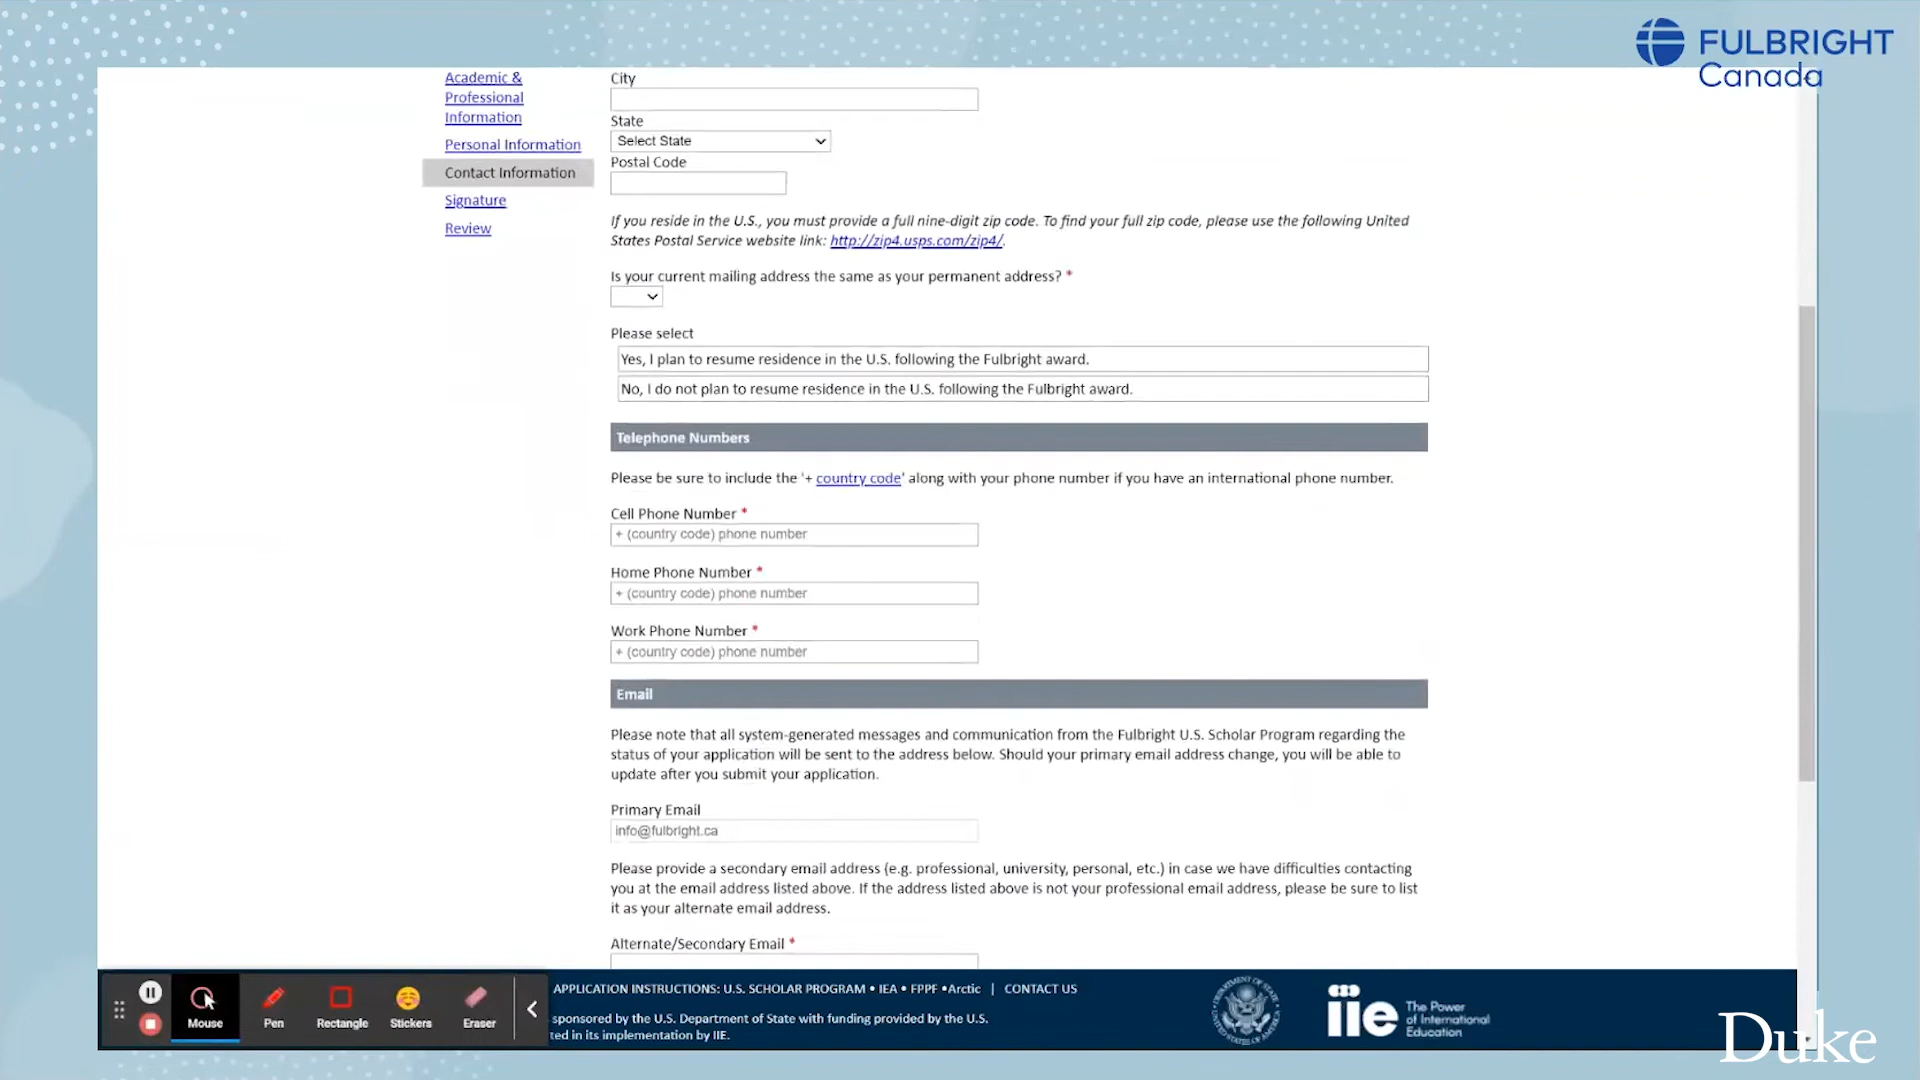 FULBRIGHT
Canada
Academic &
Professional
Information
Personal Information
Contact Information
Signature
Review
City
State
Select State
Postal Code
If you reside in the U.S., you must provide a full nine-digit zip code. To find your full zip code, please use the following United
States Postal Service website link: http://zip4.usps.com/zip4/.
Is your current mailing address the same as your permanent address? *
Please select
Yes, I plan to resume residence in the U.S. following the Fulbright award.
No, I do not plan to resume residence in the U.S. following the Fulbright award.
Telephone Numbers
Please be sure to include the '+ country code' along with your phone number if you have an international phone number.
Cell Phone Number *
+ (country code) phone number
Home Phone Number *
+ (country code) phone number
Work Phone Number *
+ (country code) phone number
Email
Please note that all system-generated messages and communication from the Fulbright U.S. Scholar Program regarding the
status of your application will be sent to the address below. Should your primary email address change, you will be able to
update after you submit your application.
Primary Email
info@fulbright.ca
Please provide a secondary email address (e.g. professional, university, personal, etc.) in case we have difficulties contacting
you at the email address listed above. If the address listed above is not your professional email address, please be sure to list
it as your alternate email address.
Alternate/Secondary Email *
Mouse
Pen
Rectangle
Stickers
Eraser
APPLICATION INSTRUCTIONS: U.S. SCHOLAR PROGRAM • IEA • FPPF •Arctic | CONTACT US
sponsored by the U.S. Department of State with funding provided by the U.S.
ted in its implementation by IIE.
iie
The Power
of International
Education
Duke